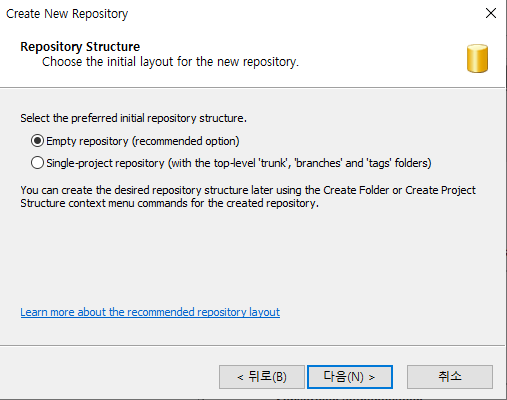 Create New Repository
Repository Structure
Choose the initial layout for the new repository.
Select the preferred initial repository structure.
Empty repository (recommended option)
Single-project repository (with the top-level 'trunk', 'branches' and 'tags' folders)
You can create the desired repository structure later using the Create Folder or Create Project
Structure context menu commands for the created repository.
Learn more about the recommended repository layout
< 뒤로(B)
다음(N) >
취소